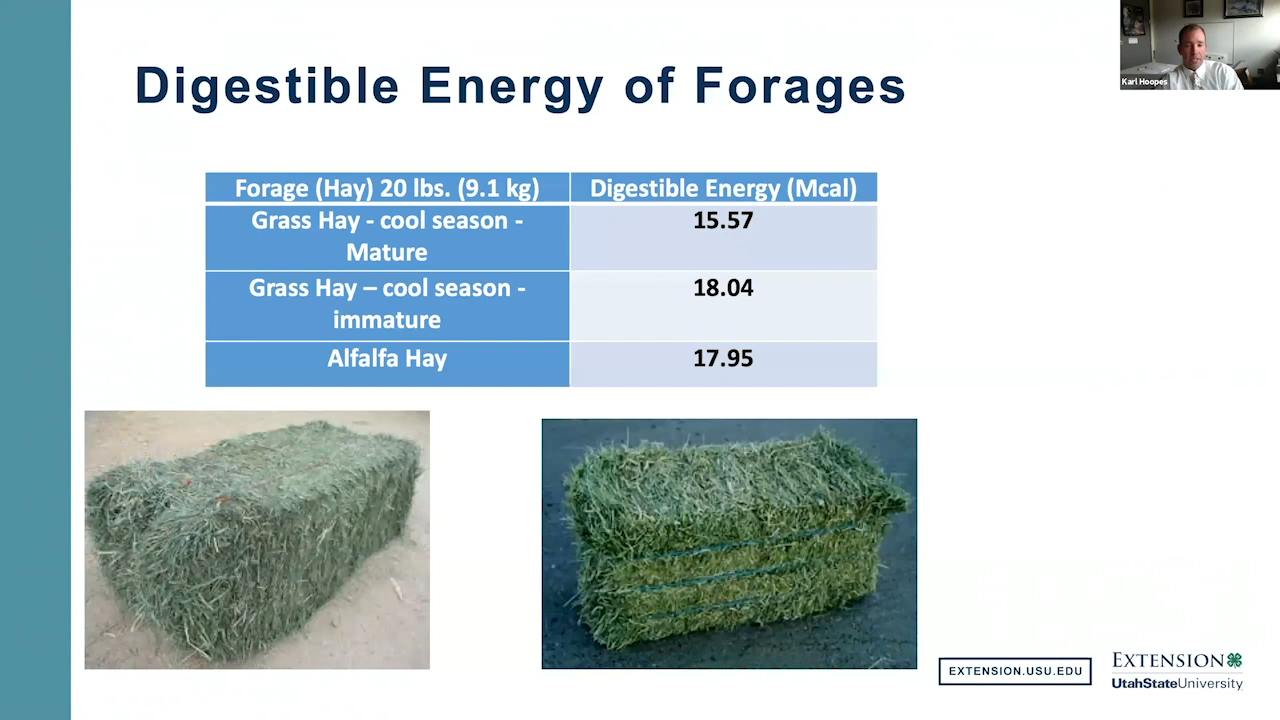 Digestible Energy of Forages
Karl Hoopes
Forage (Hay) 20 lbs. (9.1 kg) Digestible Energy (Mcal)
Grass Hay - cool season - 15.57
Mature
Grass Hay – cool season - 18.04
immature
Alfalfa Hay 17.95
EXTENSION.USU.EDU
EXTENSION
UtahStateUniversity